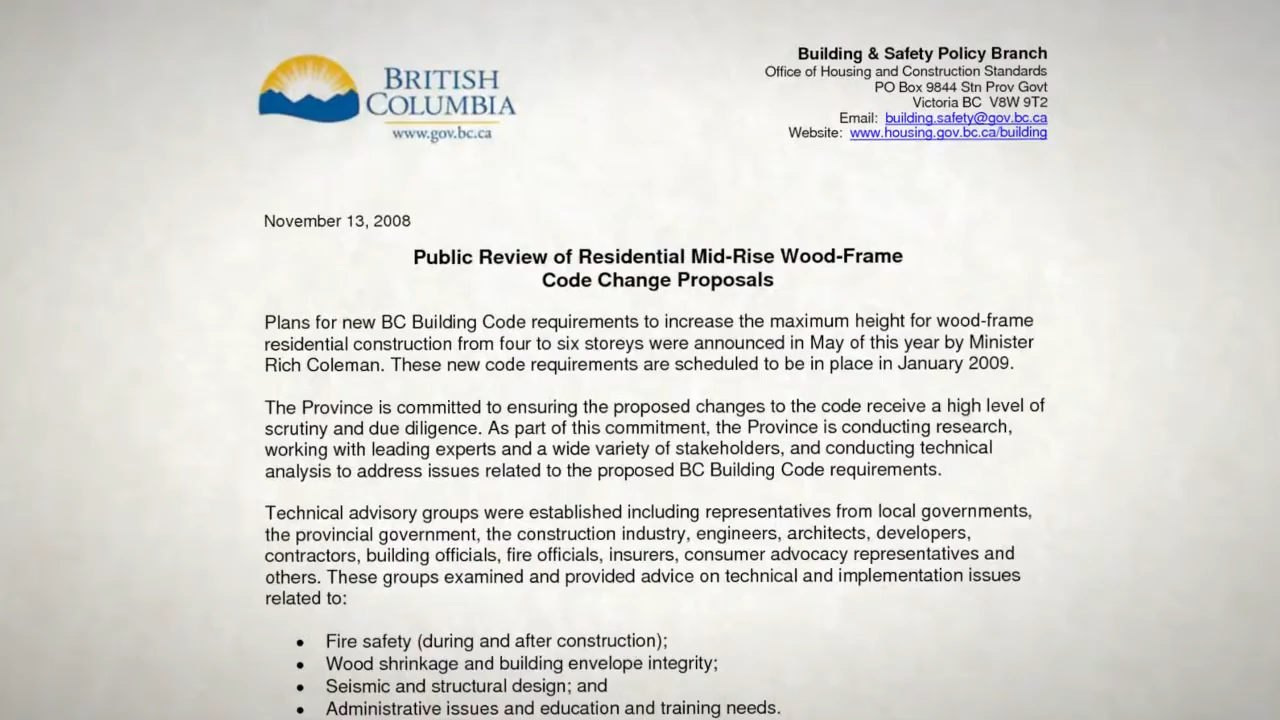 BRITISH
COLUMBIA
www.gov.bc.ca
Building & Safety Policy Branch
Office of Housing and Construction Standards
PO Box 9844 Stn Prov Govt
Victoria BC V8W 9T2
Email: building.safety@gov.bc.ca
Website: www.housing.gov.bc.ca/building
November 13, 2008
Public Review of Residential Mid-Rise Wood-Frame
Code Change Proposals
Plans for new BC Building Code requirements to increase the maximum height for wood-frame
residential construction from four to six storeys were announced in May of this year by Minister
Rich Coleman. These new code requirements are scheduled to be in place in January 2009.
The Province is committed to ensuring the proposed changes to the code receive a high level of
scrutiny and due diligence. As part of this commitment, the Province is conducting research,
working with leading experts and a wide variety of stakeholders, and conducting technical
analysis to address issues related to the proposed BC Building Code requirements.
Technical advisory groups were established including representatives from local governments,
the provincial government, the construction industry, engineers, architects, developers,
contractors, building officials, fire officials, insurers, consumer advocacy representatives and
others. These groups examined and provided advice on technical and implementation issues
related to:
• Fire safety (during and after construction);
• Wood shrinkage and building envelope integrity;
• Seismic and structural design; and
• Administrative issues and education and training needs.